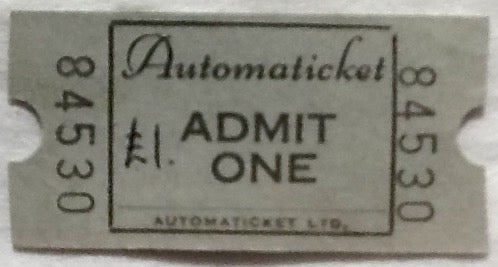 84530
Automaticket
£1. ADMIT
ONE
AUTOMATICKET LTD.
84530